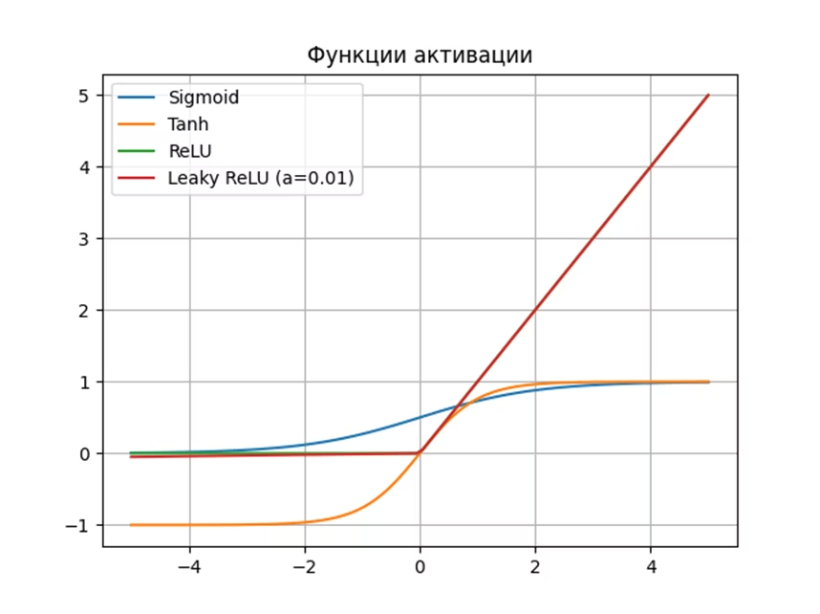 Функции активации
Sigmoid
Tanh
ReLU
Leaky ReLU (a=0.01)
5
4
3
2
1
0
−1
−4
−2
0
2
4